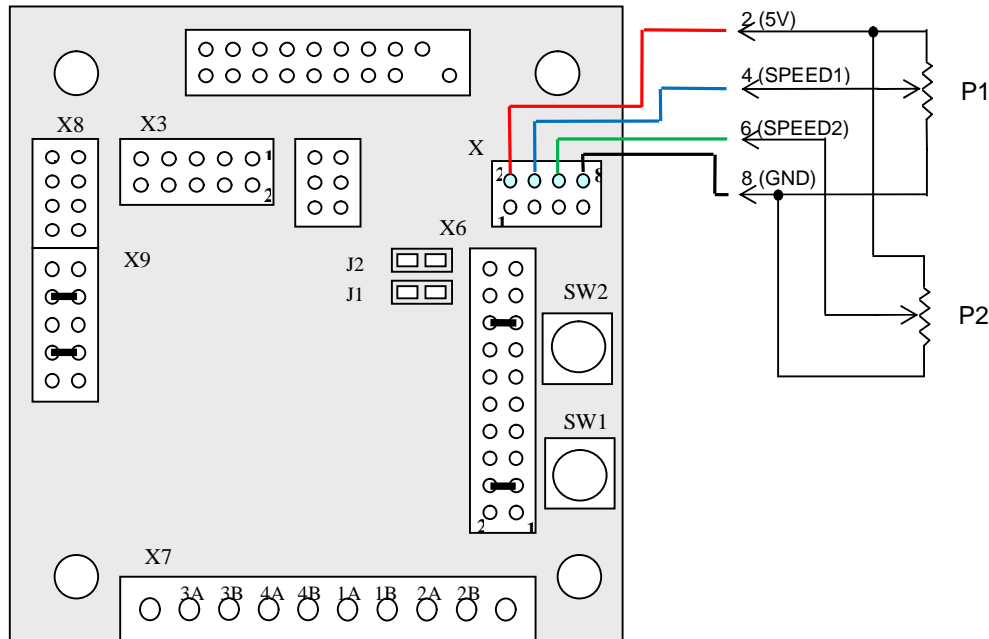 2 (5V)
4 (SPEED1)
P1
X8
X3
1
2
X
2
8
1
6 (SPEED2)
8 (GND)
X6
X9
J2
J1
SW2
P2
SW1
2
1
X7
3A 3B 4A 4B 1A 1B 2A 2B